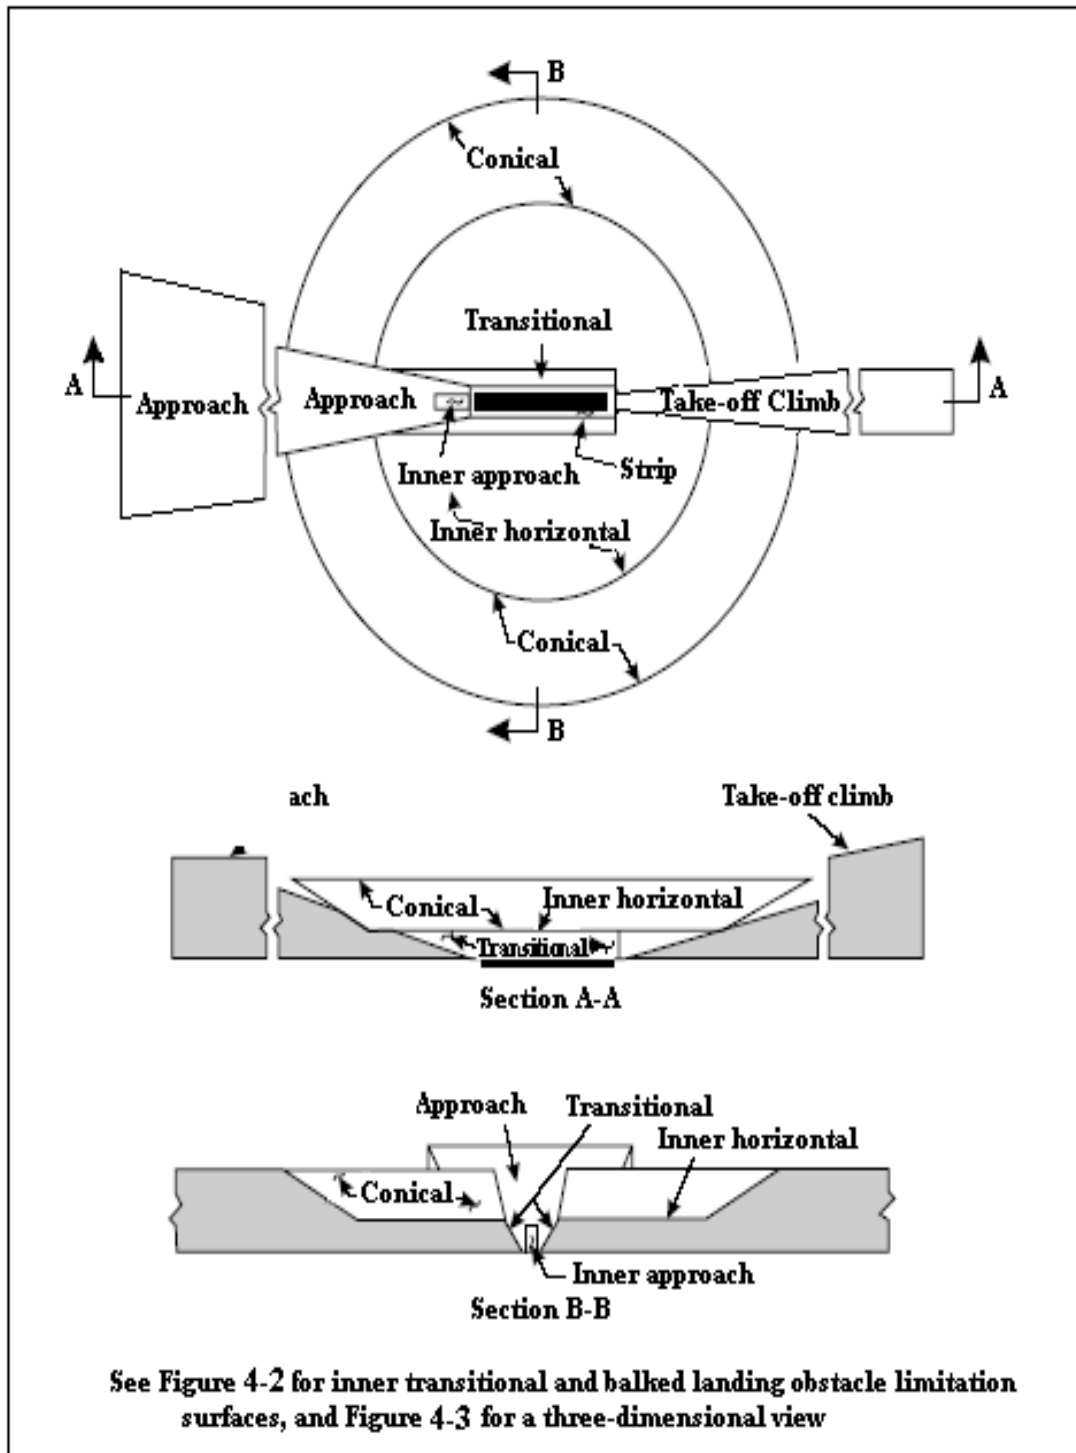 B
Conical
Transitional
A
Approach
Approach
Take-off Climb
A
Inner approach
Strip
Inner horizontal
Conical
B
ach
Take-off climb
Conical
Inner horizontal
Transitional
Section A-A
Approach
Transitional
Inner horizontal
Conical
Inner approach
Section B-B
See Figure 4-2 for inner transitional and balked landing obstacle limitation
surfaces, and Figure 4-3 for a three-dimensional view